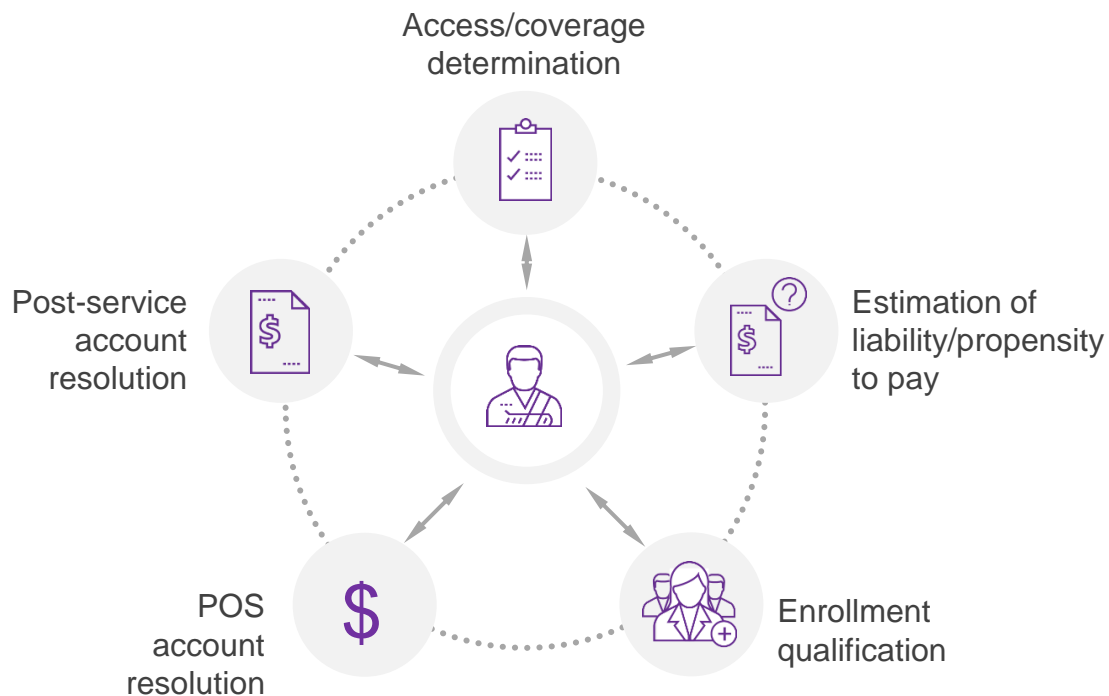 Access/coverage
determination
Estimation of
liability/propensity
to pay
Enrollment
qualification
POS
account
resolution
Post-service
account
resolution
$
$
?
$